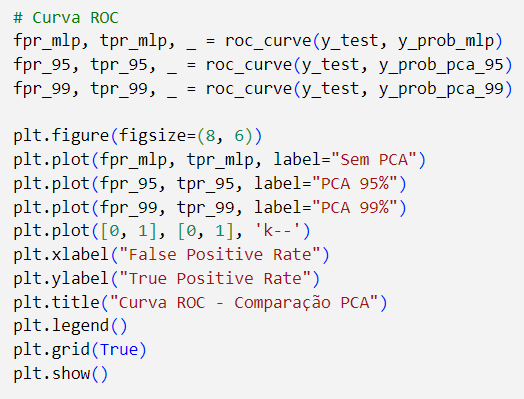 # Curva ROC
fpr_mlp, tpr_mlp, _ = roc_curve(y_test, y_prob_mlp)
fpr_95, tpr_95, _ = roc_curve(y_test, y_prob_pca_95)
fpr_99, tpr_99, _ = roc_curve(y_test, y_prob_pca_99)

plt.figure(figsize=(8, 6))
plt.plot(fpr_mlp, tpr_mlp, label="Sem PCA")
plt.plot(fpr_95, tpr_95, label="PCA 95%")
plt.plot(fpr_99, tpr_99, label="PCA 99%")
plt.plot([0, 1], [0, 1], 'k--')
plt.xlabel("False Positive Rate")
plt.ylabel("True Positive Rate")
plt.title("Curva ROC - Comparação PCA")
plt.legend()
plt.grid(True)
plt.show()